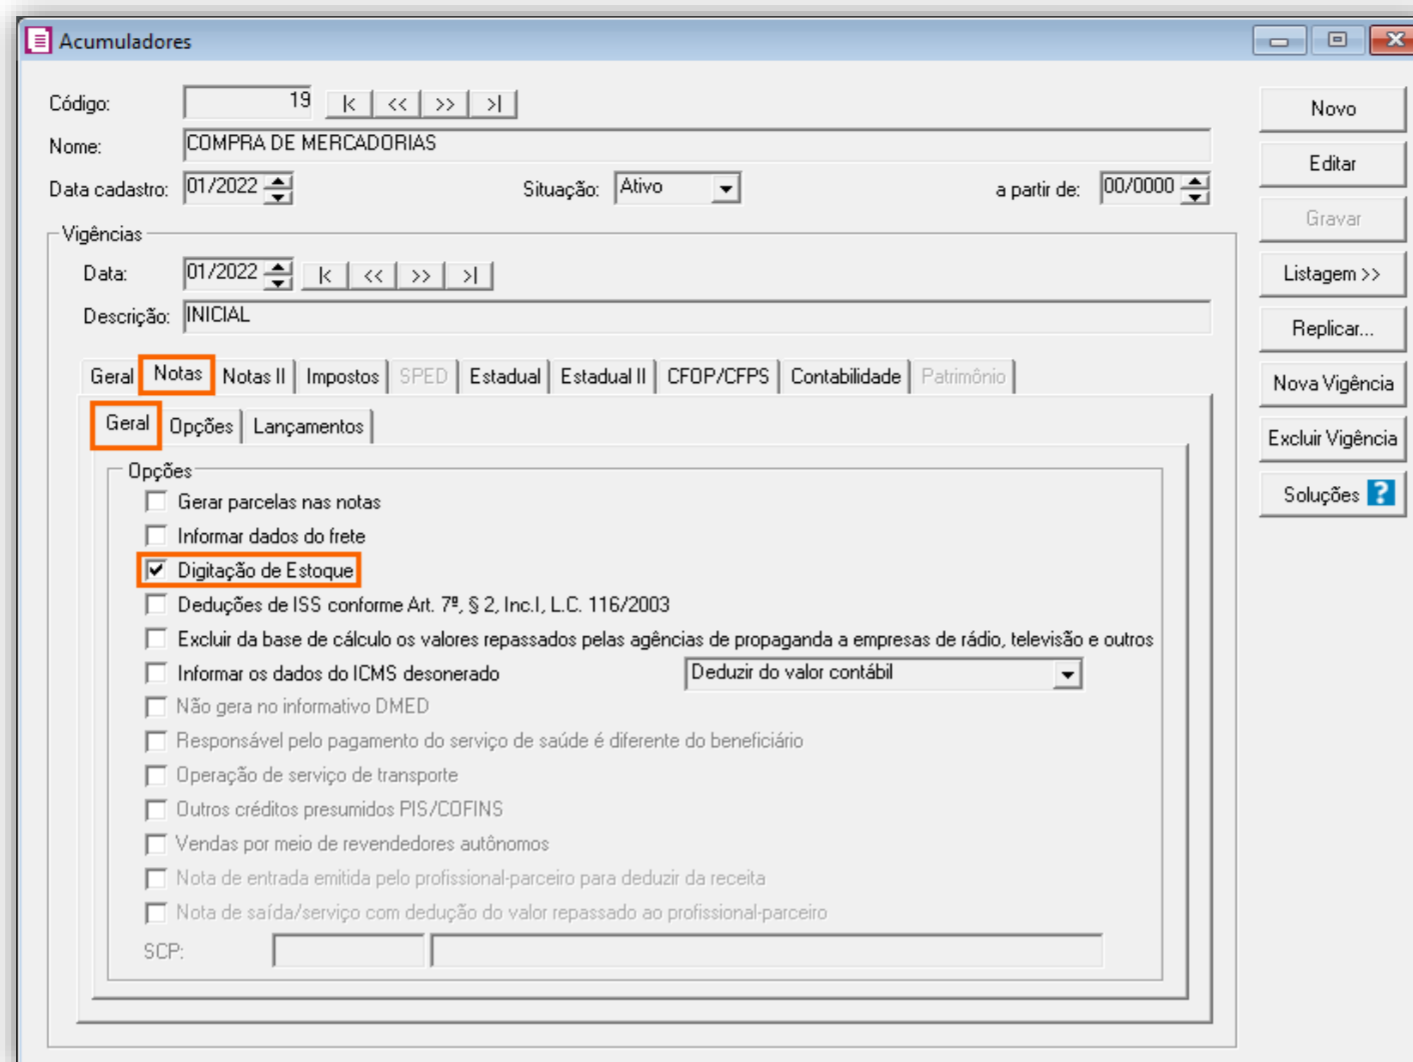 Acumuladores
Código: 19 |< << >> >|
Nome: COMPRA DE MERCADORIAS
Data cadastro: 01/2022 Situação: Ativo a partir de: 00/0000
Vigências
Data: 01/2022 |< << >> >|
Descrição: INICIAL
Geral Notas Notas II Impostos SPED Estadual Estadual II CFOP/CFPS Contabilidade Patrimônio
Geral Opções Lançamentos
Opções
Gerar parcelas nas notas
Informar dados do frete
Digitação de Estoque
Deduções de ISS conforme Art. 7º, § 2, Inc.I, L.C. 116/2003
Excluir da base de cálculo os valores repassados pelas agências de propaganda a empresas de rádio, televisão e outros
Informar os dados do ICMS desonerado Deduzir do valor contábil
Não gera no informativo DMED
Responsável pelo pagamento do serviço de saúde é diferente do beneficiário
Operação de serviço de transporte
Outros créditos presumidos PIS/COFINS
Vendas por meio de revendedores autônomos
Nota de entrada emitida pelo profissional-parceiro para deduzir da receita
Nota de saída/serviço com dedução do valor repassado ao profissional-parceiro
SCP:
Novo
Editar
Gravar
Listagem >>
Replicar...
Nova Vigência
Excluir Vigência
Soluções ?